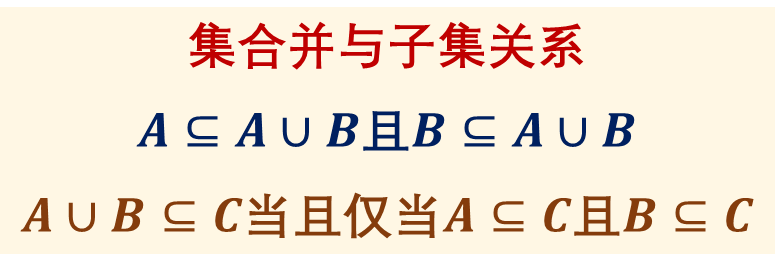 集合并与子集关系
A ⊆ A ∪ B且B ⊆ A ∪ B
A ∪ B ⊆ C当且仅当A ⊆ C且B ⊆ C